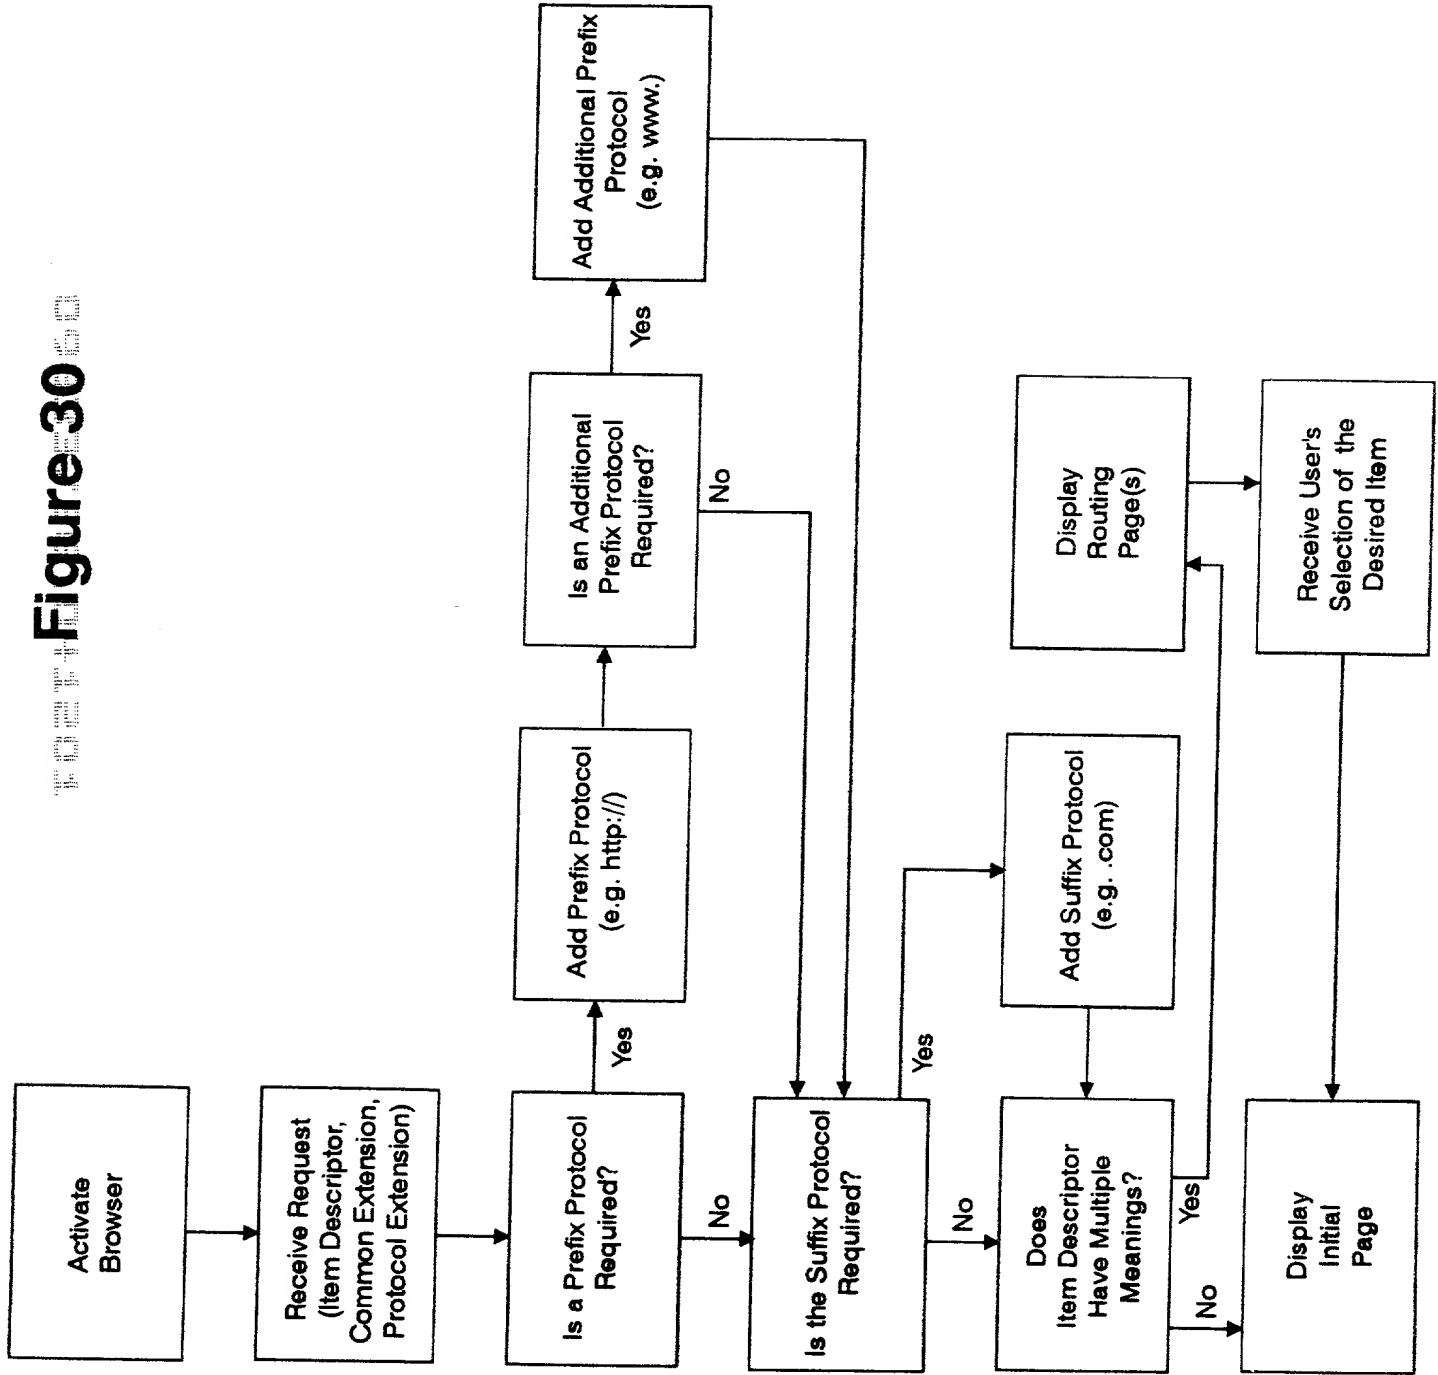 Figure 30
Activate
Browser
Receive Request
(Item Descriptor,
Common Extension,
Protocol Extension)
Is a Prefix Protocol
Required?
Yes
Add Prefix Protocol
(e.g. http://)
Is an Additional
Prefix Protocol
Required?
Yes
Add Additional Prefix
Protocol
(e.g. www.)
No
No
Is the Suffix Protocol
Required?
Yes
Add Suffix Protocol
(e.g. .com)
No
Does
Item Descriptor
Have Multiple
Meanings?
Yes
Display
Routing
Page(s)
Receive User's
Selection of the
Desired Item
No
Display
Initial
Page